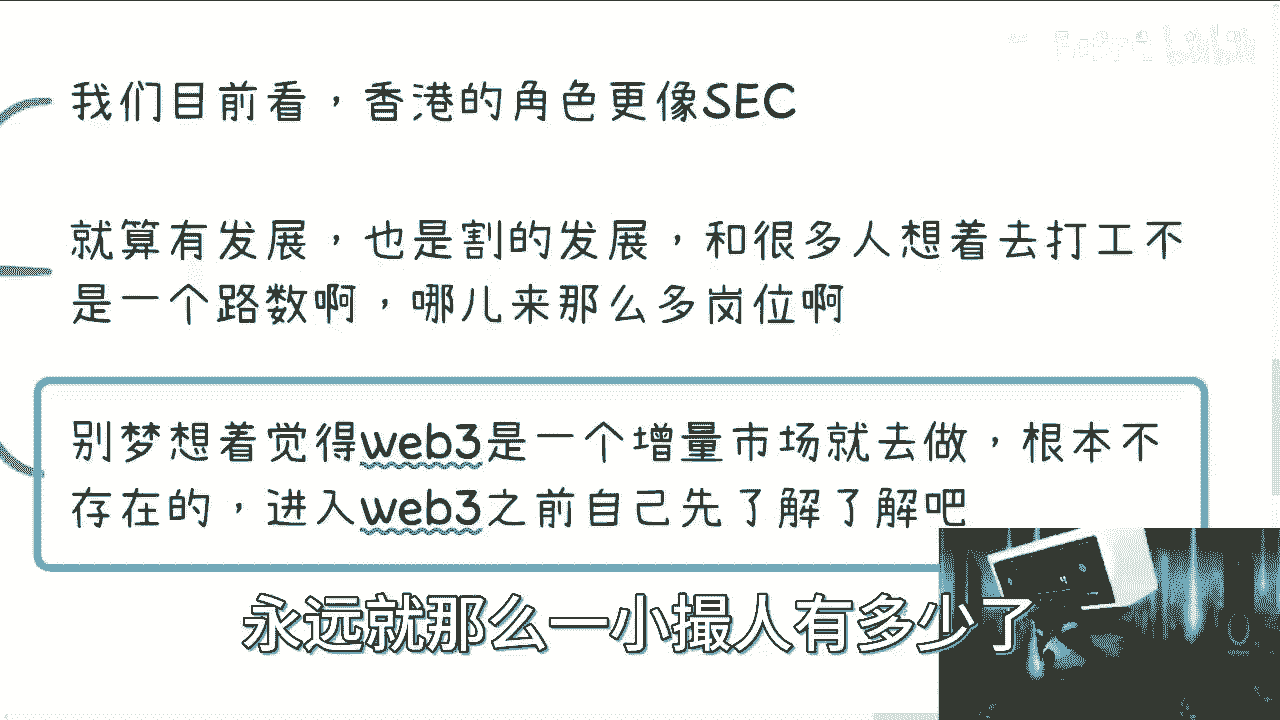 我们目前看，香港的角色更像SEC
就算有发展，也是割的发展，和很多人想着去打工不
是一个路数啊，哪儿来那么多岗位啊
别梦想着觉得web3是一个增量市场就去做，根本不
存在的，进入web3之前自己先了解了解吧
永远就那么一小撮人有多少了